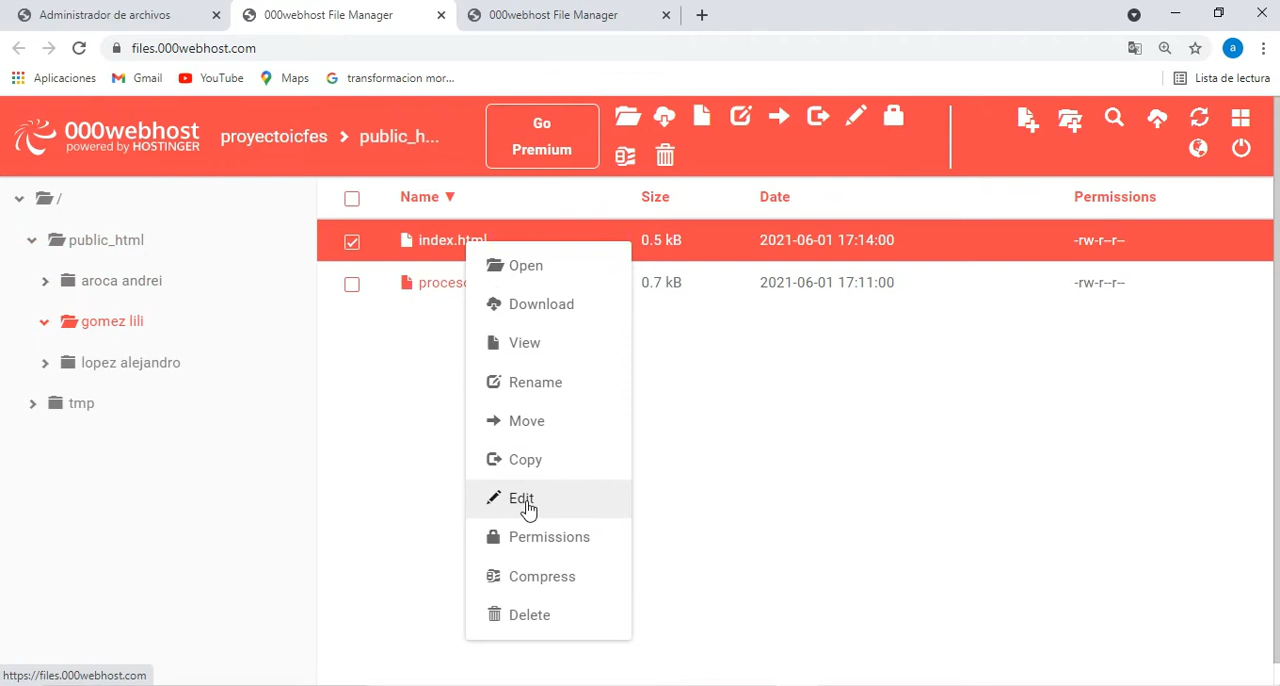 Administrador de archivos
000webhost File Manager
000webhost File Manager
files.000webhost.com
a
Aplicaciones
Gmail
YouTube
Maps
transformacion mor...
Lista de lectura
000webhost
powered by HOSTINGER
proyectoicfes > public_h...
Go
Premium
/
public_html
aroca andrei
gomez lili
lopez alejandro
tmp
Name ▼ Size Date Permissions
index.html 0.5 kB 2021-06-01 17:14:00 -rw-r--r--
proceso 0.7 kB 2021-06-01 17:11:00 -rw-r--r--
Open
Download
View
Rename
Move
Copy
Edit
Permissions
Compress
Delete
https://files.000webhost.com